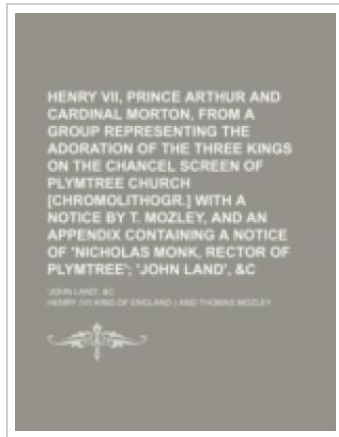 HENRY VII, PRINCE ARTHUR AND
CARDINAL MORTON, FROM A
GROUP REPRESENTING THE
ADORATION OF THE THREE KINGS
ON THE CHANCEL SCREEN OF
PLYMTREE CHURCH
[CHROMOLITHOGR.] WITH A
NOTICE BY T. MOZLEY, AND AN
APPENDIX CONTAINING A NOTICE
OF 'NICHOLAS MONK, RECTOR OF
PLYMTREE'; 'JOHN LAND', &C
'JOHN LAND', &C
HENRY (VII KING OF ENGLAND ) AND THOMAS MOZLEY